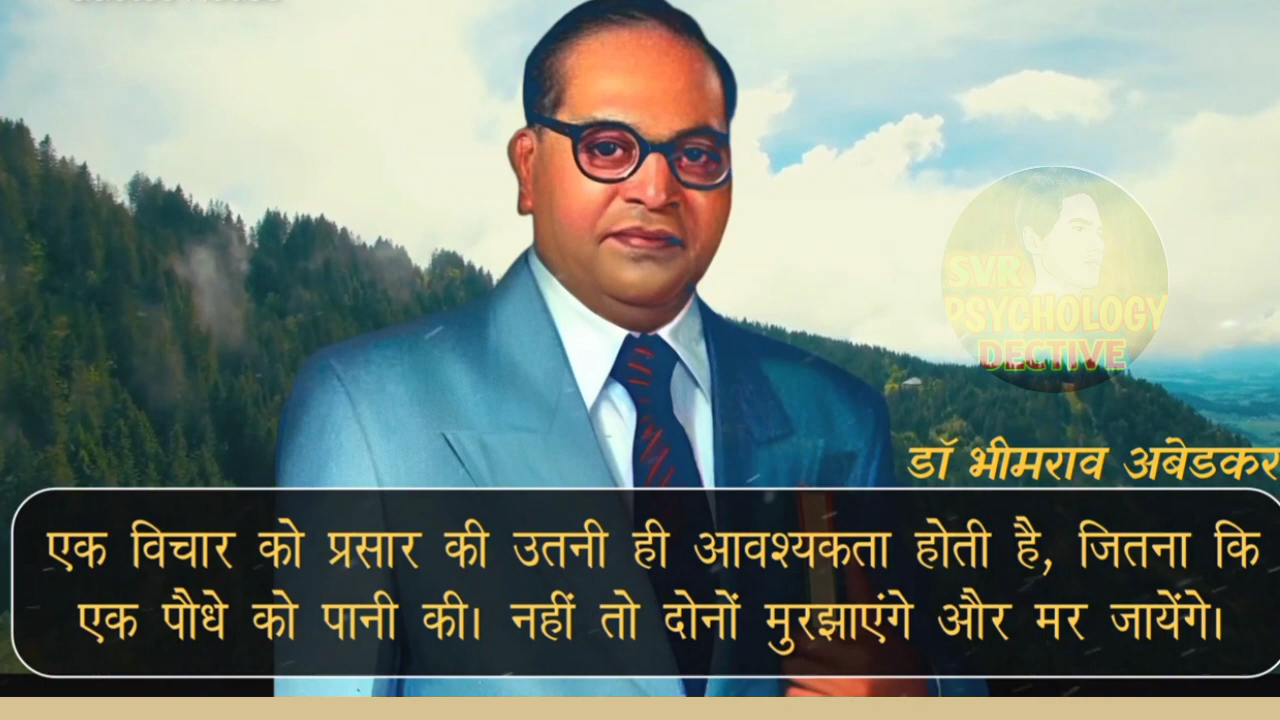 SVR
PSYCHOLOGY
DECTIVE
डॉ भीमराव अबेडकर
एक विचार को प्रसार की उतनी ही आवश्यकता होती है, जितना कि
एक पौधे को पानी की। नहीं तो दोनों मुरझाएंगे और मर जायेंगे।